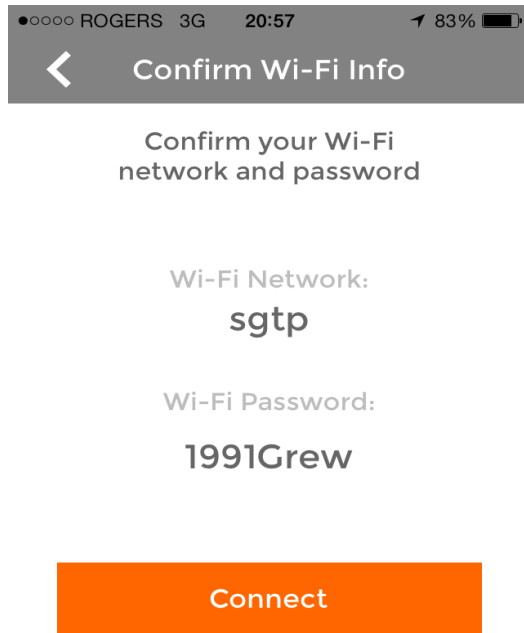 ROGERS 3G 20:57 83%
Confirm Wi-Fi Info
Confirm your Wi-Fi
network and password
Wi-Fi Network:
sgtp
Wi-Fi Password:
1991Grew
Connect